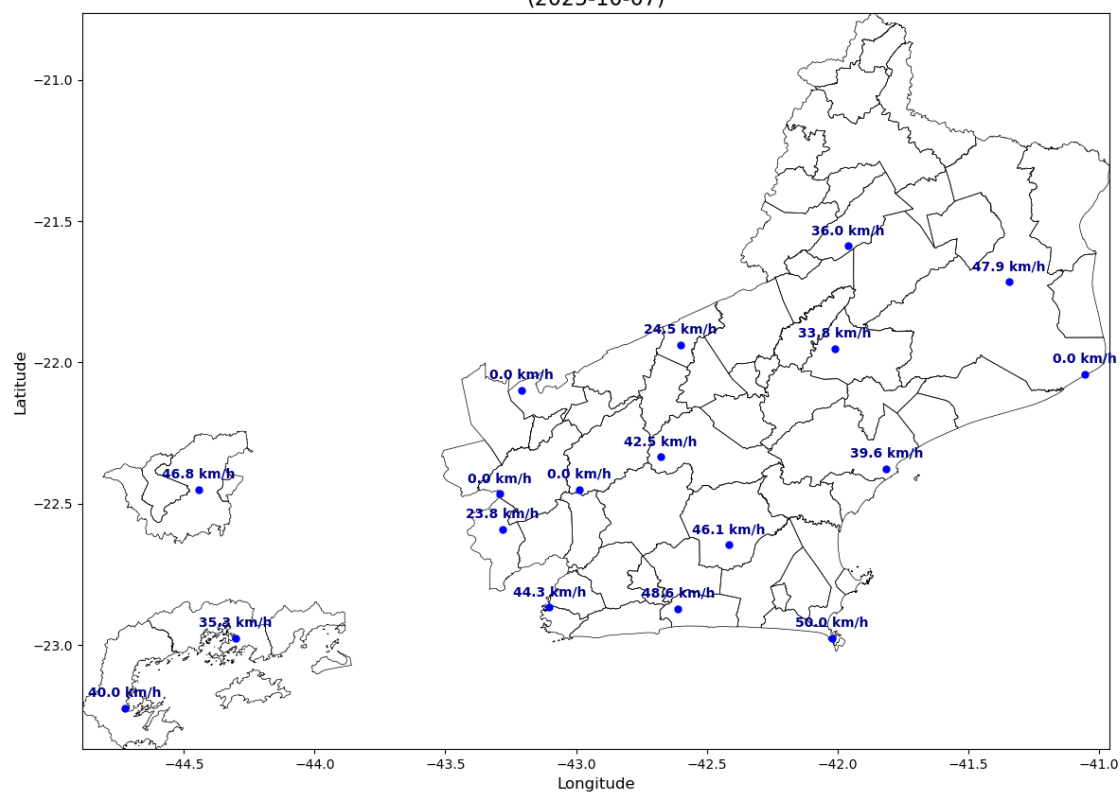 (2025-10-07)
−21.0
−21.5
36.0 km/h
47.9 km/h
24.5 km/h
33.8 km/h
−22.0
0.0 km/h
0.0 km/h
42.5 km/h
39.6 km/h
46.8 km/h
0.0 km/h
0.0 km/h
−22.5
23.8 km/h
46.1 km/h
44.3 km/h
48.6 km/h
35.3 km/h
50.0 km/h
−23.0
40.0 km/h
Latitude
−44.5 −44.0 −43.5 −43.0 −42.5 −42.0 −41.5 −41.0
Longitude